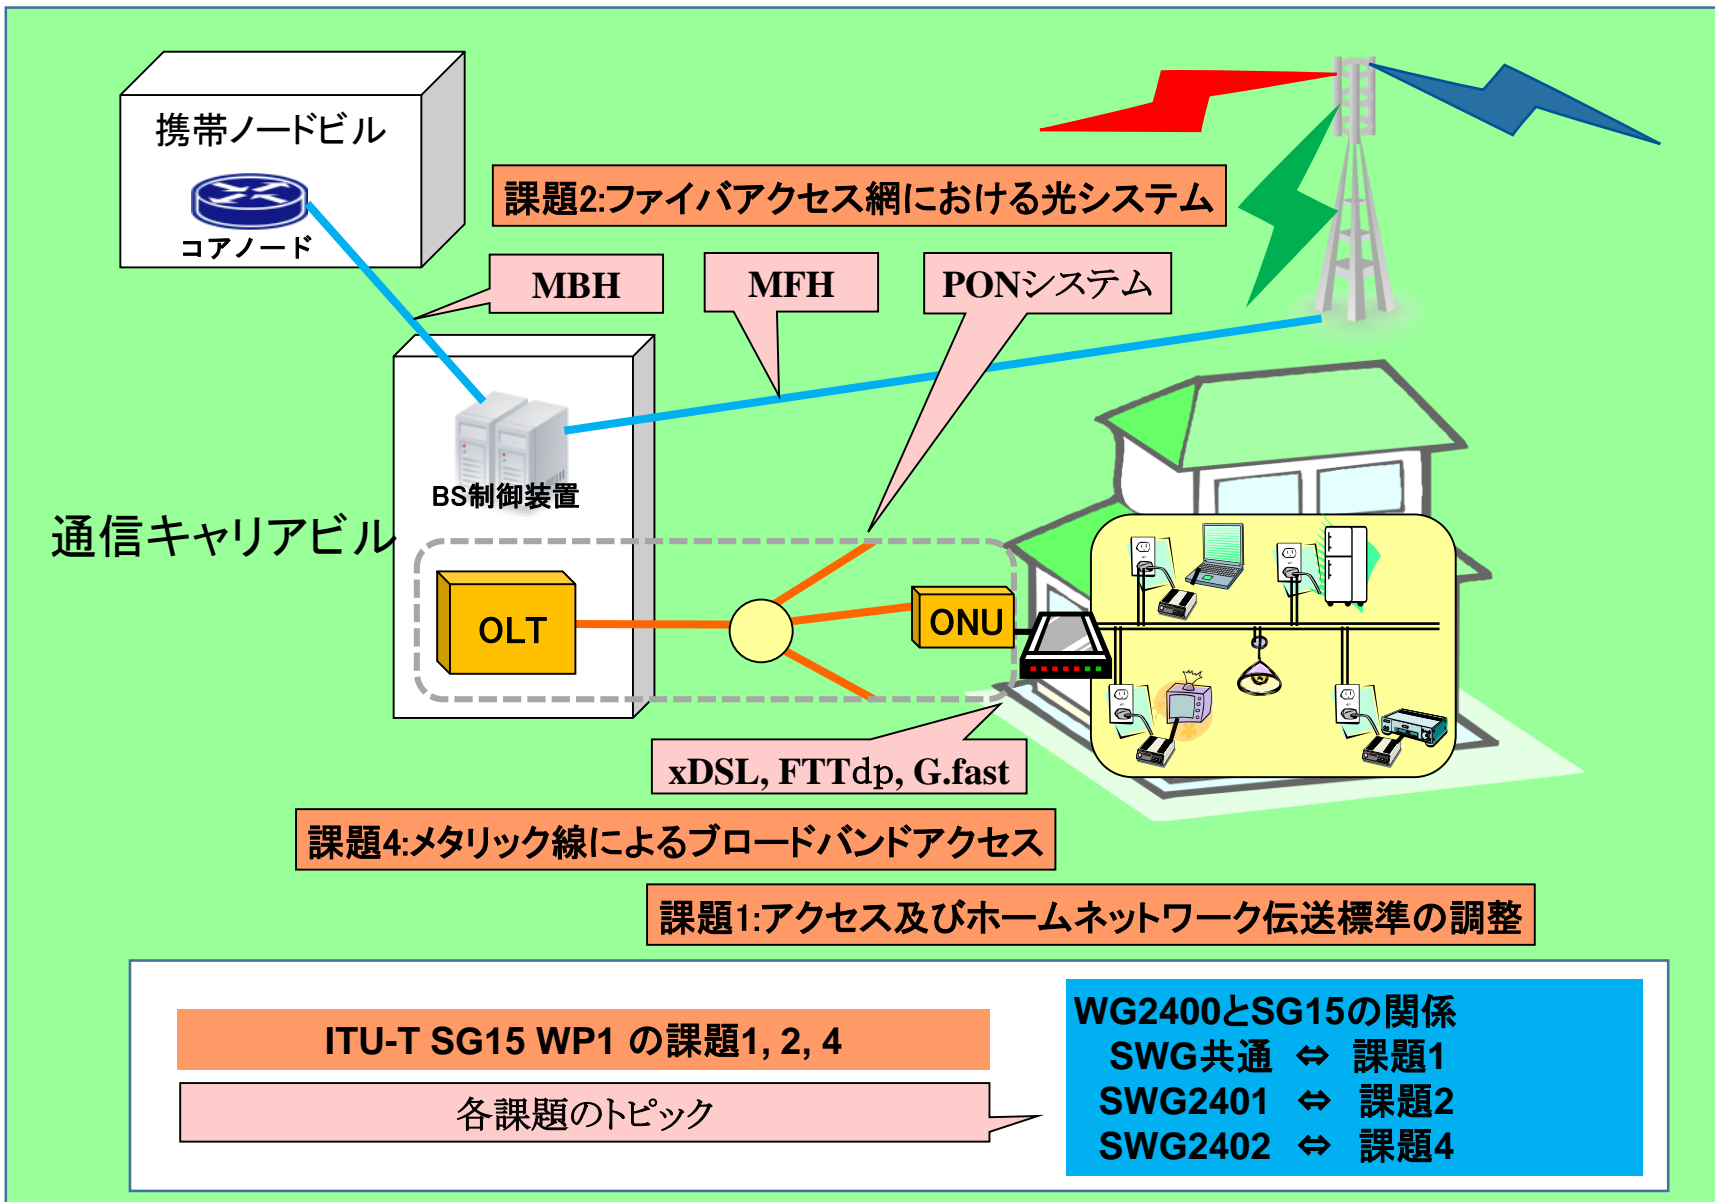 携帯ノードビル
コアノード
課題2:ファイバアクセス網における光システム
MBH
MFH
PONシステム
BS制御装置
通信キャリアビル
OLT
ONU
xDSL, FTTdp, G.fast
課題4:メタリック線によるブロードバンドアクセス
課題1:アクセス及びホームネットワーク伝送標準の調整
ITU-T SG15 WP1 の課題1, 2, 4
各課題のトピック
WG2400とSG15の関係
SWG共通 ⇔ 課題1
SWG2401 ⇔ 課題2
SWG2402 ⇔ 課題4